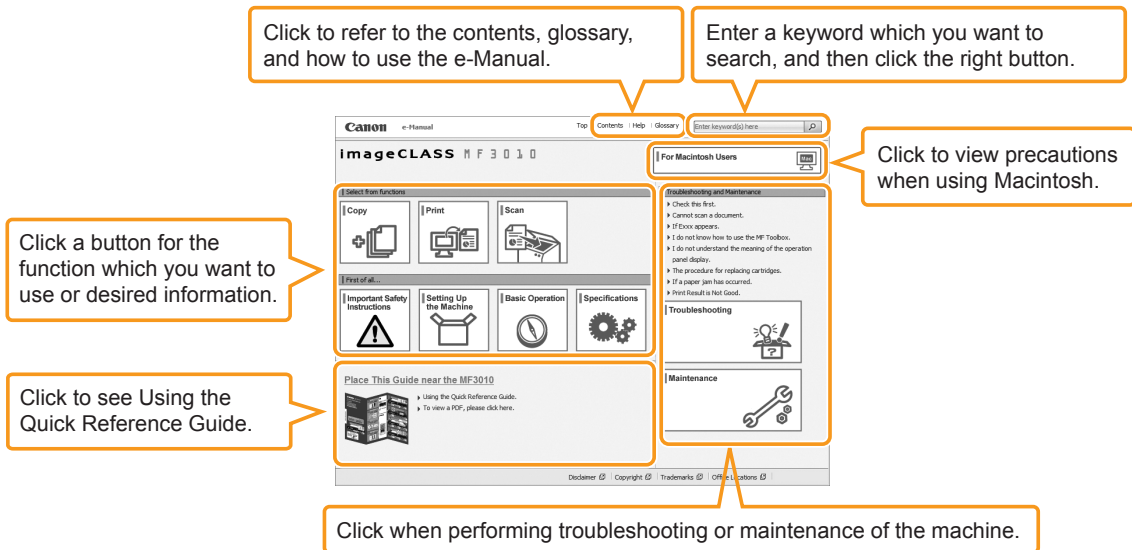 Click to refer to the contents, glossary,
and how to use the e-Manual.
Enter a keyword which you want to
search, and then click the right button.
Canon e-Manual
Top Contents Help Glossary
Enter keyword(s) here
imageCLASS MF3010
For Macintosh Users
Mac
Click to view precautions
when using Macintosh.
Click a button for the
function which you want to
use or desired information.
Select from functions
Copy
Print
Scan
First of all...
Important Safety
Instructions
Setting Up
the Machine
Basic Operation
Specifications
Troubleshooting and Maintenance
Check this first.
Cannot scan a document.
If Exxx appears.
I do not know how to use the MF Toolbox.
I do not understand the meaning of the operation
panel display.
The procedure for replacing cartridges.
If a paper jam has occurred.
Print Result is Not Good.
Troubleshooting
Maintenance
Click to see Using the
Quick Reference Guide.
Place This Guide near the MF3010
Using the Quick Reference Guide.
To view a PDF, please click here.
Disclaimer Copyright Trademarks Office Locations
Click when performing troubleshooting or maintenance of the machine.